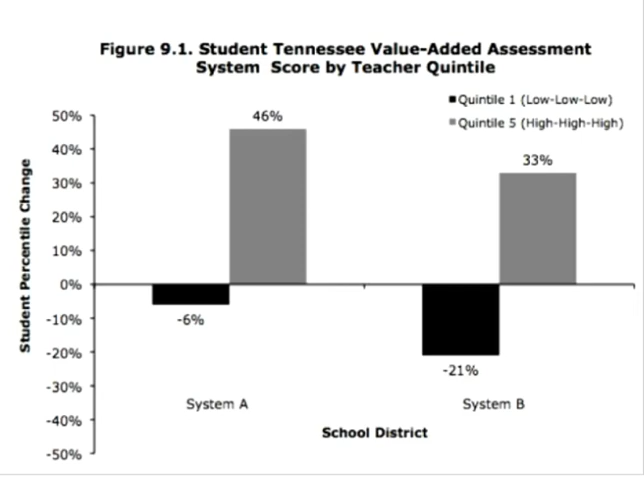 Figure 9.1. Student Tennessee Value-Added Assessment
System Score by Teacher Quintile
Quintile 1 (Low-Low-Low)
Quintile 5 (High-High-High)
Student Percentile Change
50%
40%
30%
20%
10%
0%
-10%
-20%
-30%
-40%
-50%
46%
-6%
33%
-21%
System A
System B
School District